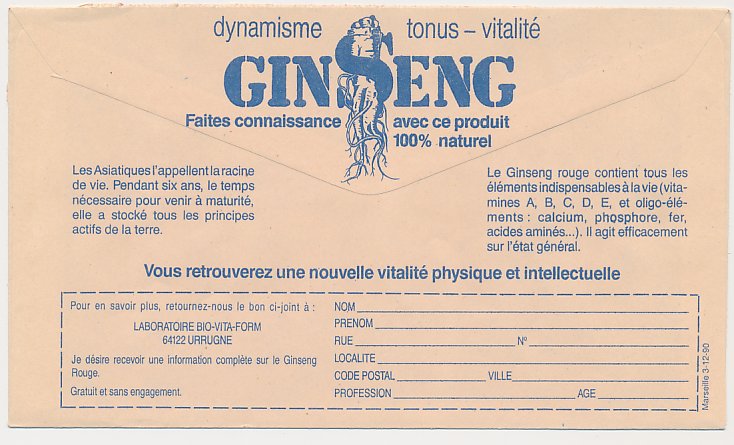 dynamisme tonus – vitalité
GINSENG
Faites connaissance avec ce produit
100% naturel
Les Asiatiques l'appellent la racine
de vie. Pendant six ans, le temps
nécessaire pour venir à maturité,
elle a stocké tous les principes
actifs de la terre.
Le Ginseng rouge contient tous les
éléments indispensables à la vie (vita-
mines A, B, C, D, E, et oligo-élé-
ments : calcium, phosphore, fer,
acides aminés...). Il agit efficacement
sur l'état général.
Vous retrouverez une nouvelle vitalité physique et intellectuelle
Pour en savoir plus, retournez-nous le bon ci-joint à :
LABORATOIRE BIO-VITA-FORM
64122 URRUGNE
Je désire recevoir une information complète sur le Ginseng
Rouge.
Gratuit et sans engagement.
NOM
PRENOM
RUE N°
LOCALITE
CODE POSTAL VILLE
PROFESSION AGE
Marseille 3-12-90